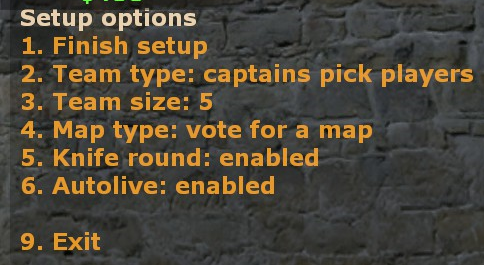 Setup options
1. Finish setup
2. Team type: captains pick players
3. Team size: 5
4. Map type: vote for a map
5. Knife round: enabled
6. Autolive: enabled
9. Exit